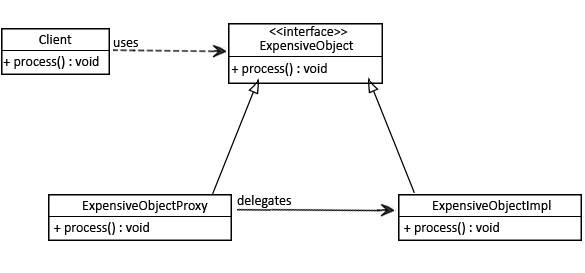 Client
+ process() : void
uses
<<interface>>
ExpensiveObject
+ process() : void
ExpensiveObjectProxy
+ process() : void
delegates
ExpensiveObjectImpl
+ process() : void